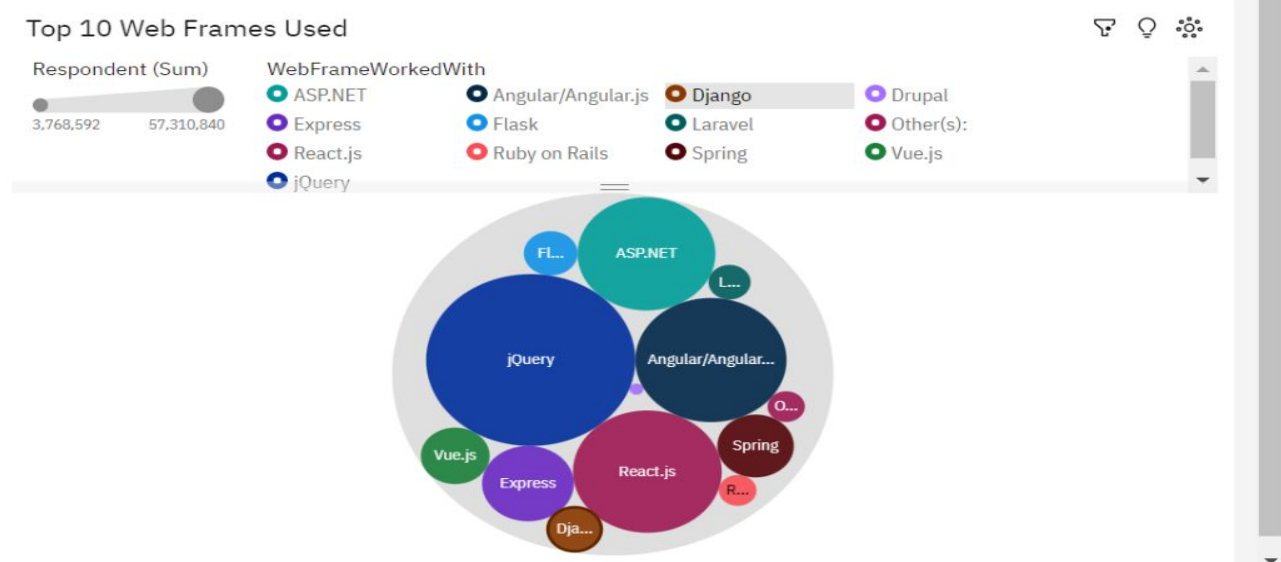 Top 10 Web Frames Used
Respondent (Sum)
3,768,592 57,310,840
WebFrameWorkedWith
ASP.NET Angular/Angular.js Django Drupal
Express Flask Laravel Other(s):
React.js Ruby on Rails Spring Vue.js
jQuery
Fl...
ASP.NET
L...
jQuery
Angular/Angular...
O...
Spring
Vue.js
React.js
Express
R...
Dja...